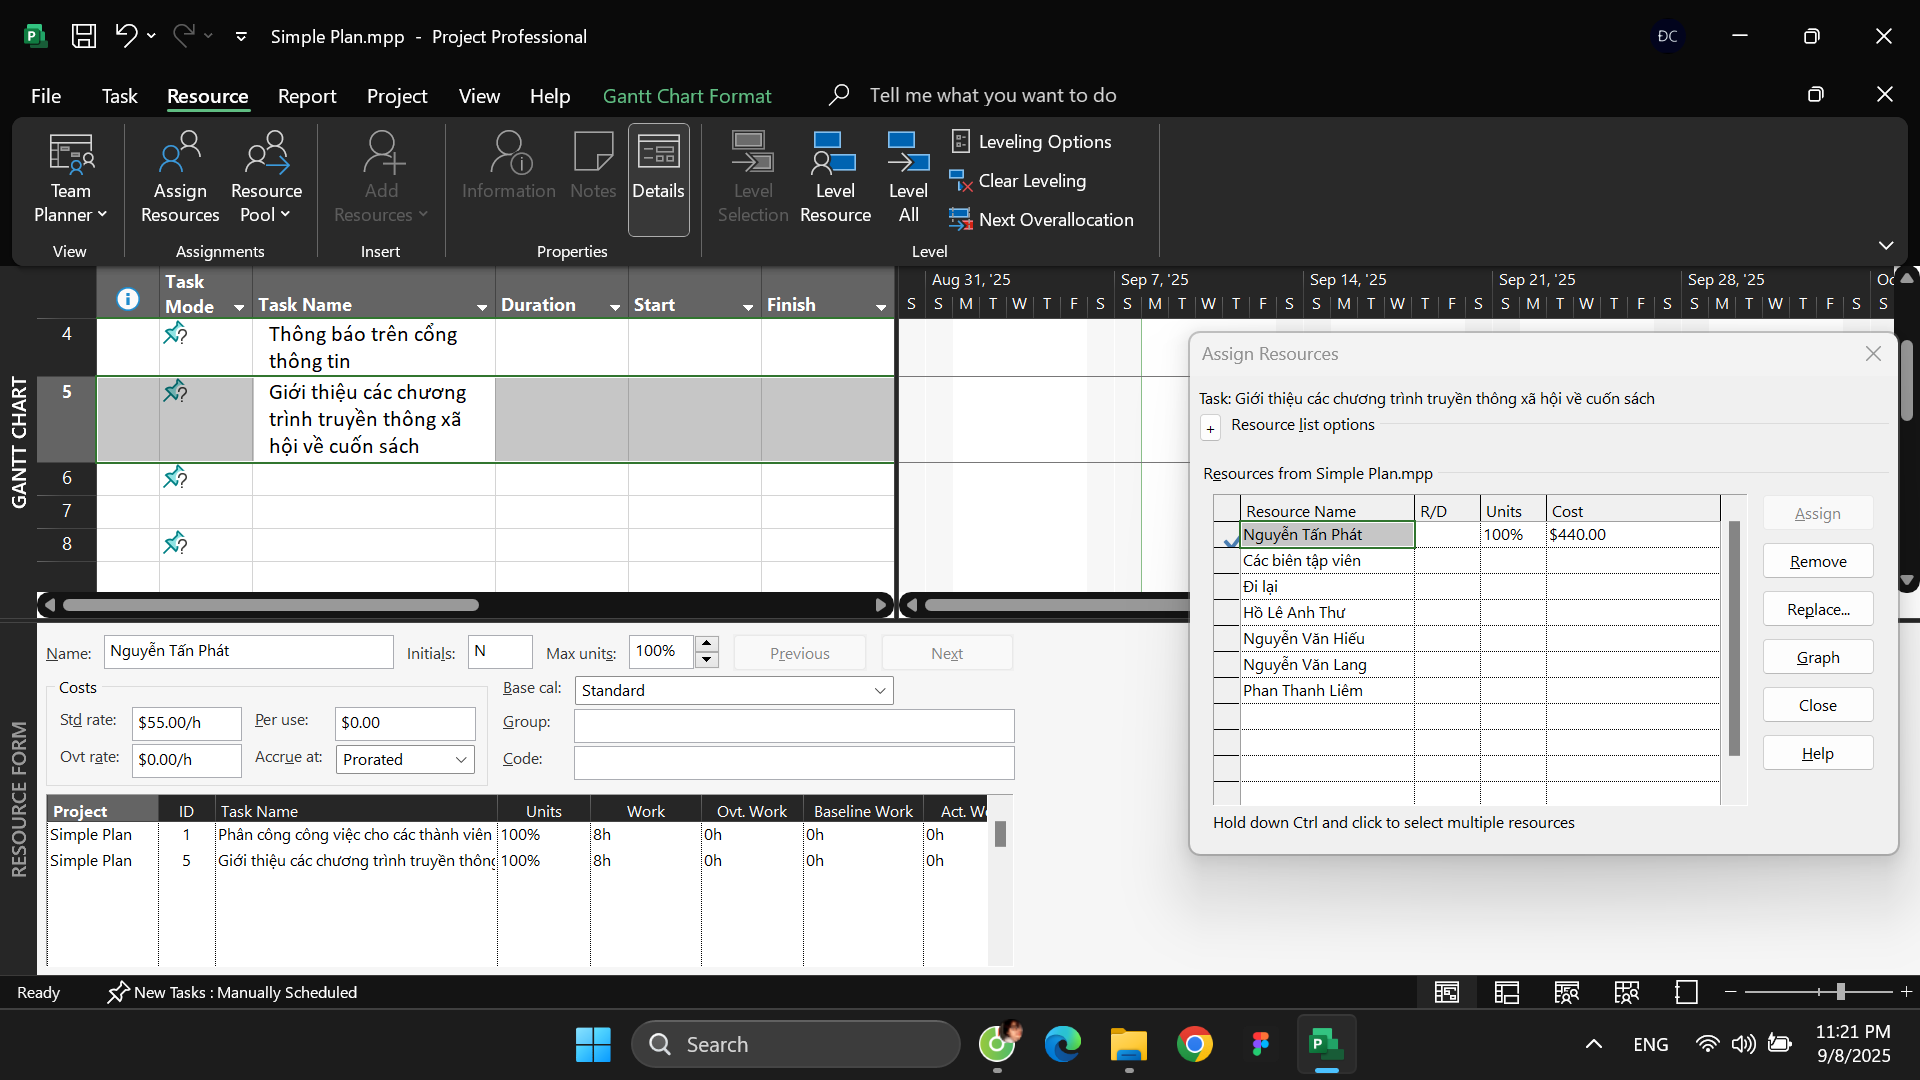 Simple Plan.mpp - Project Professional
ĐC
File Task Resource Report Project View Help Gantt Chart Format Tell me what you want to do
Team Planner
View
Assign Resources
Resource Pool
Assignments
Add Resources
Insert
Information
Notes
Details
Properties
Level Selection
Level Resource
Level All
Leveling Options
Clear Leveling
Next Overallocation
Level
GANTT CHART
Task Mode Task Name Duration Start Finish
Aug 31, '25 Sep 7, '25 Sep 14, '25 Sep 21, '25 Sep 28, '25 Oc
S S M T W T F S S M T W T F S S M T W T F S S M T W T F S S M T W T F S S
4 Thông báo trên cổng
thông tin
5 Giới thiệu các chương
trình truyền thông xã
hội về cuốn sách
6
7
8
Assign Resources
Task: Giới thiệu các chương trình truyền thông xã hội về cuốn sách
+ Resource list options
Resources from Simple Plan.mpp
Resource Name R/D Units Cost
Nguyễn Tấn Phát 100% $440.00
Các biên tập viên
Đi lại
Hồ Lê Anh Thư
Nguyễn Văn Hiếu
Nguyễn Văn Lang
Phan Thanh Liêm
Assign
Remove
Replace...
Graph
Close
Help
Hold down Ctrl and click to select multiple resources
RESOURCE FORM
Name: Nguyễn Tấn Phát Initials: N Max units: 100% Previous Next
Costs
Std rate: $55.00/h Per use: $0.00
Ovt rate: $0.00/h Accrue at: Prorated
Base cal: Standard
Group:
Code:
Project ID Task Name Units Work Ovt. Work Baseline Work Act. W
Simple Plan 1 Phân công công việc cho các thành viên 100% 8h 0h 0h 0h
Simple Plan 5 Giới thiệu các chương trình truyền thông 100% 8h 0h 0h 0h
Ready New Tasks : Manually Scheduled
Search
ENG
11:21 PM
9/8/2025